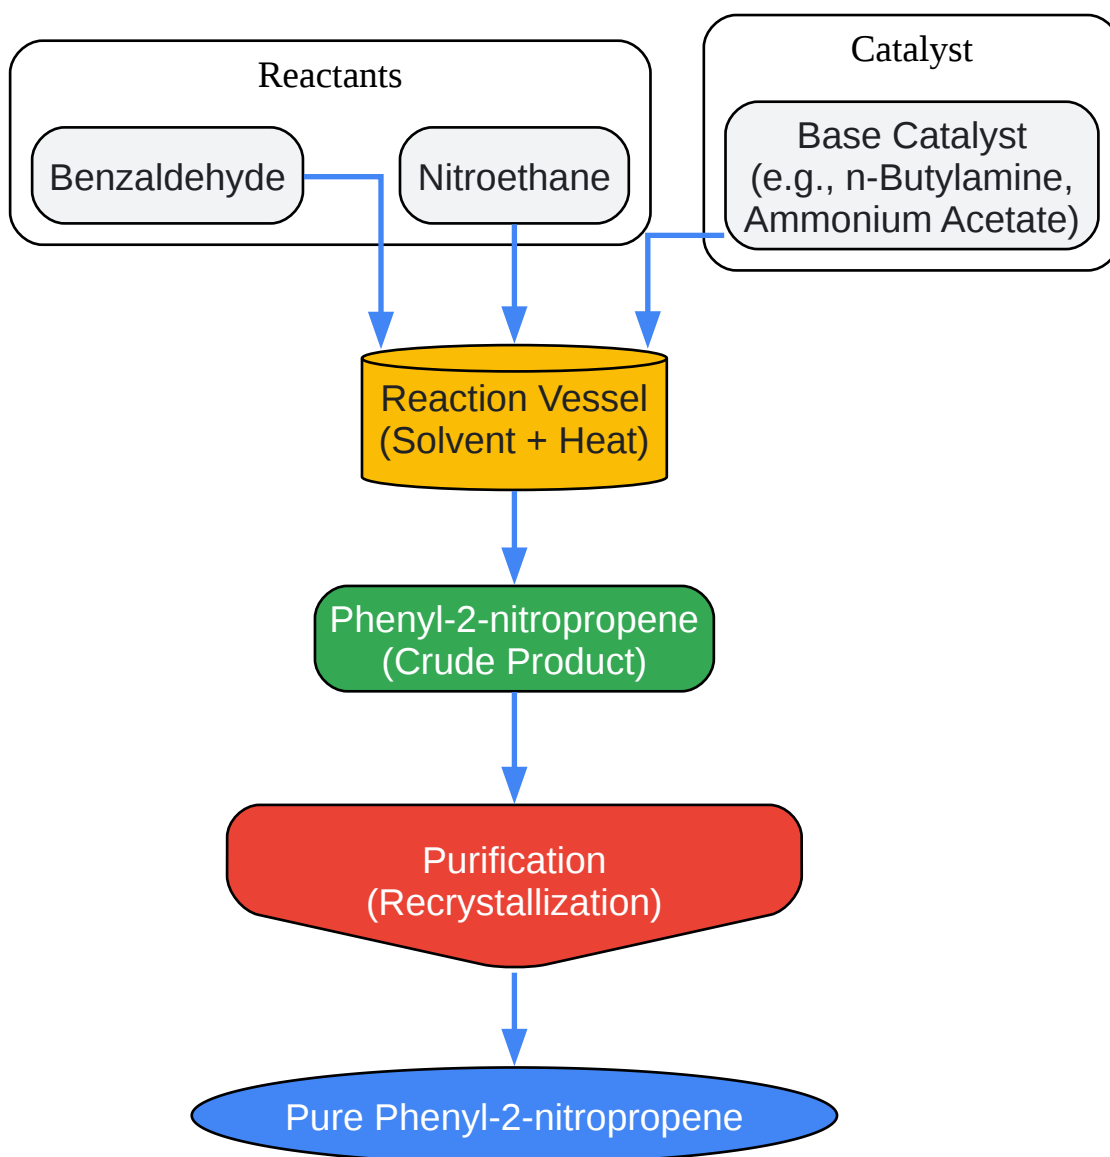 Reactants
Catalyst
Benzaldehyde
Nitroethane
Base Catalyst
(e.g., n-Butylamine,
Ammonium Acetate)
Reaction Vessel
(Solvent + Heat)
Phenyl-2-nitropropene
(Crude Product)
Purification
(Recrystallization)
Pure Phenyl-2-nitropropene